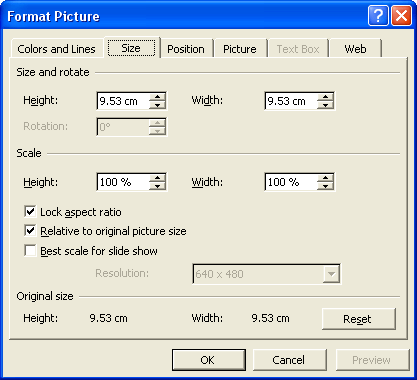 Format Picture
Colors and Lines Size Position Picture Text Box Web
Size and rotate
Height: 9.53 cm Width: 9.53 cm
Rotation: 0°
Scale
Height: 100 % Width: 100 %
Lock aspect ratio
Relative to original picture size
Best scale for slide show
Resolution: 640 x 480
Original size
Height: 9.53 cm Width: 9.53 cm Reset
OK Cancel Preview